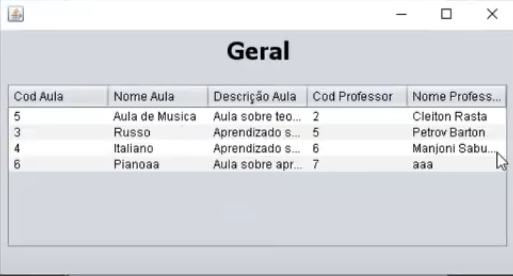 Geral
Cod Aula Nome Aula Descrição Aula Cod Professor Nome Profess...
5 Aula de Musica Aula sobre teo... 2 Cleiton Rasta
3 Russo Aprendizado s... 5 Petrov Barton
4 Italiano Aprendizado s... 6 Manjoni Sabu...
6 Pianoaa Aula sobre apr... 7 aaa